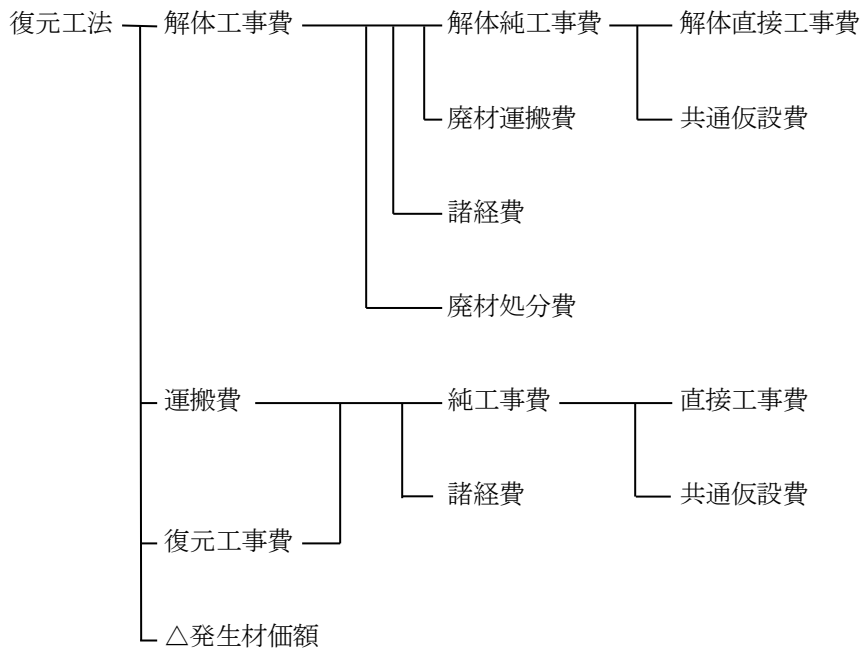 復元工法 解体工事費 解体純工事費 解体直接工事費
廃材運搬費 共通仮設費
諸経費
廃材処分費
運搬費 純工事費 直接工事費
諸経費 共通仮設費
復元工事費
△発生材価額